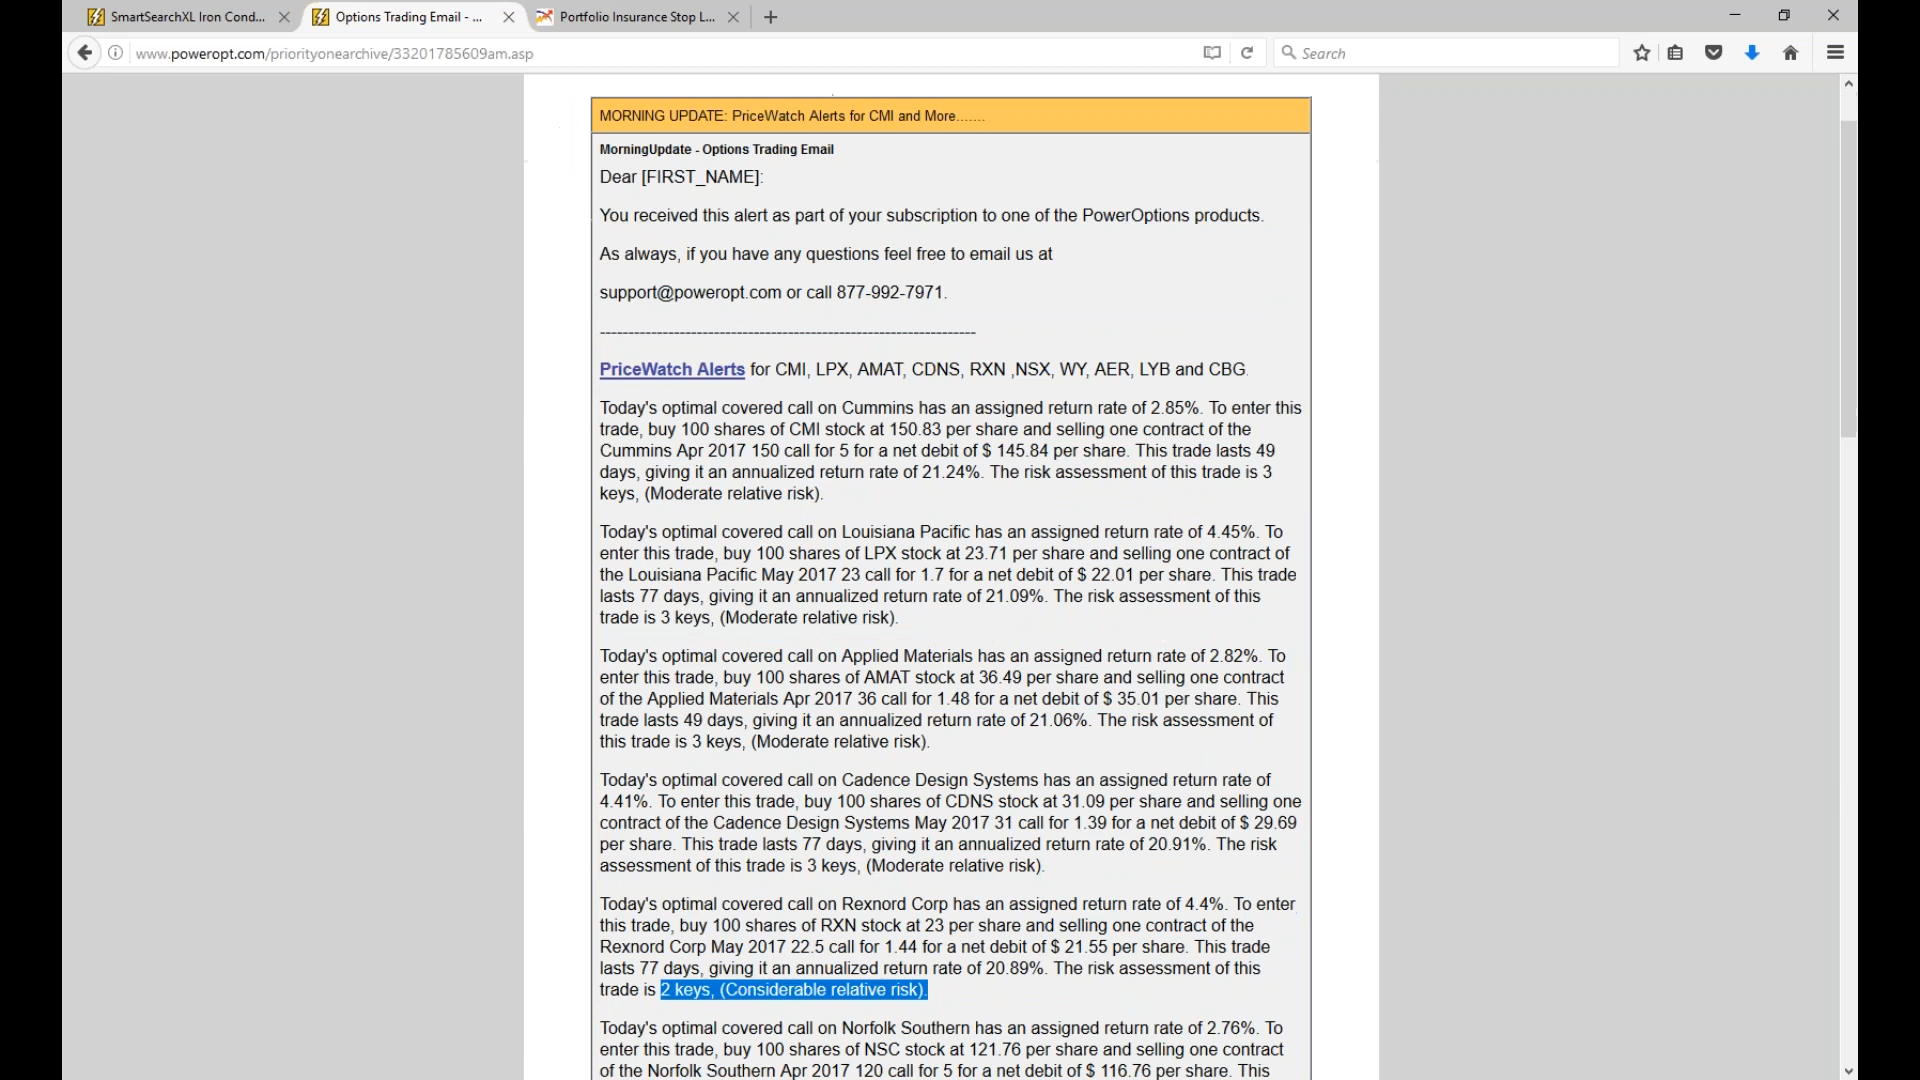 SmartSearchXL Iron Cond...
Options Trading Email - ...
Portfolio Insurance Stop L...
www.poweropt.com/priorityonearchive/33201785609am.asp
Search
MORNING UPDATE: PriceWatch Alerts for CMI and More.......
MorningUpdate - Options Trading Email
Dear [FIRST_NAME]:
You received this alert as part of your subscription to one of the PowerOptions products.
As always, if you have any questions feel free to email us at
support@poweropt.com or call 877-992-7971.
-------------------------------------------------------------------
PriceWatch Alerts for CMI, LPX, AMAT, CDNS, RXN ,NSX, WY, AER, LYB and CBG.
Today's optimal covered call on Cummins has an assigned return rate of 2.85%. To enter this
trade, buy 100 shares of CMI stock at 150.83 per share and selling one contract of the
Cummins Apr 2017 150 call for 5 for a net debit of $ 145.84 per share. This trade lasts 49
days, giving it an annualized return rate of 21.24%. The risk assessment of this trade is 3
keys, (Moderate relative risk).
Today's optimal covered call on Louisiana Pacific has an assigned return rate of 4.45%. To
enter this trade, buy 100 shares of LPX stock at 23.71 per share and selling one contract of
the Louisiana Pacific May 2017 23 call for 1.7 for a net debit of $ 22.01 per share. This trade
lasts 77 days, giving it an annualized return rate of 21.09%. The risk assessment of this
trade is 3 keys, (Moderate relative risk).
Today's optimal covered call on Applied Materials has an assigned return rate of 2.82%. To
enter this trade, buy 100 shares of AMAT stock at 36.49 per share and selling one contract
of the Applied Materials Apr 2017 36 call for 1.48 for a net debit of $ 35.01 per share. This
trade lasts 49 days, giving it an annualized return rate of 21.06%. The risk assessment of
this trade is 3 keys, (Moderate relative risk).
Today's optimal covered call on Cadence Design Systems has an assigned return rate of
4.41%. To enter this trade, buy 100 shares of CDNS stock at 31.09 per share and selling one
contract of the Cadence Design Systems May 2017 31 call for 1.39 for a net debit of $ 29.69
per share. This trade lasts 77 days, giving it an annualized return rate of 20.91%. The risk
assessment of this trade is 3 keys, (Moderate relative risk).
Today's optimal covered call on Rexnord Corp has an assigned return rate of 4.4%. To enter
this trade, buy 100 shares of RXN stock at 23 per share and selling one contract of the
Rexnord Corp May 2017 22.5 call for 1.44 for a net debit of $ 21.55 per share. This trade
lasts 77 days, giving it an annualized return rate of 20.89%. The risk assessment of this
trade is 2 keys, (Considerable relative risk).
Today's optimal covered call on Norfolk Southern has an assigned return rate of 2.76%. To
enter this trade, buy 100 shares of NSC stock at 121.76 per share and selling one contract
of the Norfolk Southern Apr 2017 120 call for 5 for a net debit of $ 116.76 per share. This